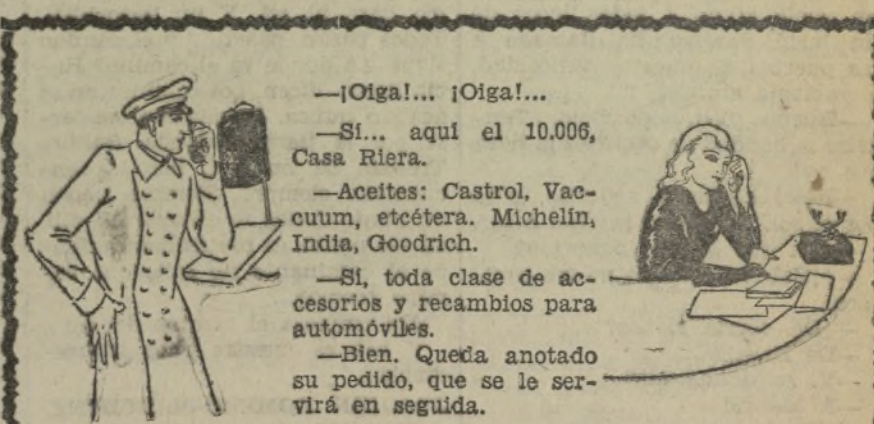 —¡Oiga!... ¡Oiga!...
—Sí... aquí el 10.006,
Casa Riera.
—Aceites: Castrol, Vac-
cuum, etcétera. Michelín,
India, Goodrich.
—Sí, toda clase de ac-
cesorios y recambios para
automóviles.
—Bien. Queda anotado
su pedido, que se le ser-
virá en seguida.